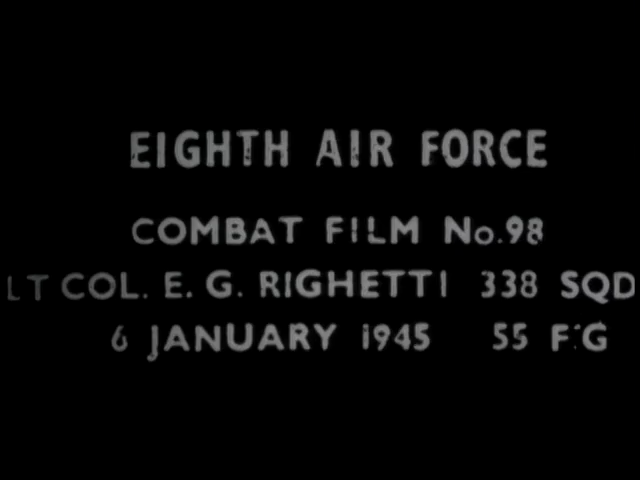 EIGHTH AIR FORCE
COMBAT FILM No.98
LT COL. E. G. RIGHETTI 338 SQD
6 JANUARY 1945 55 F.G